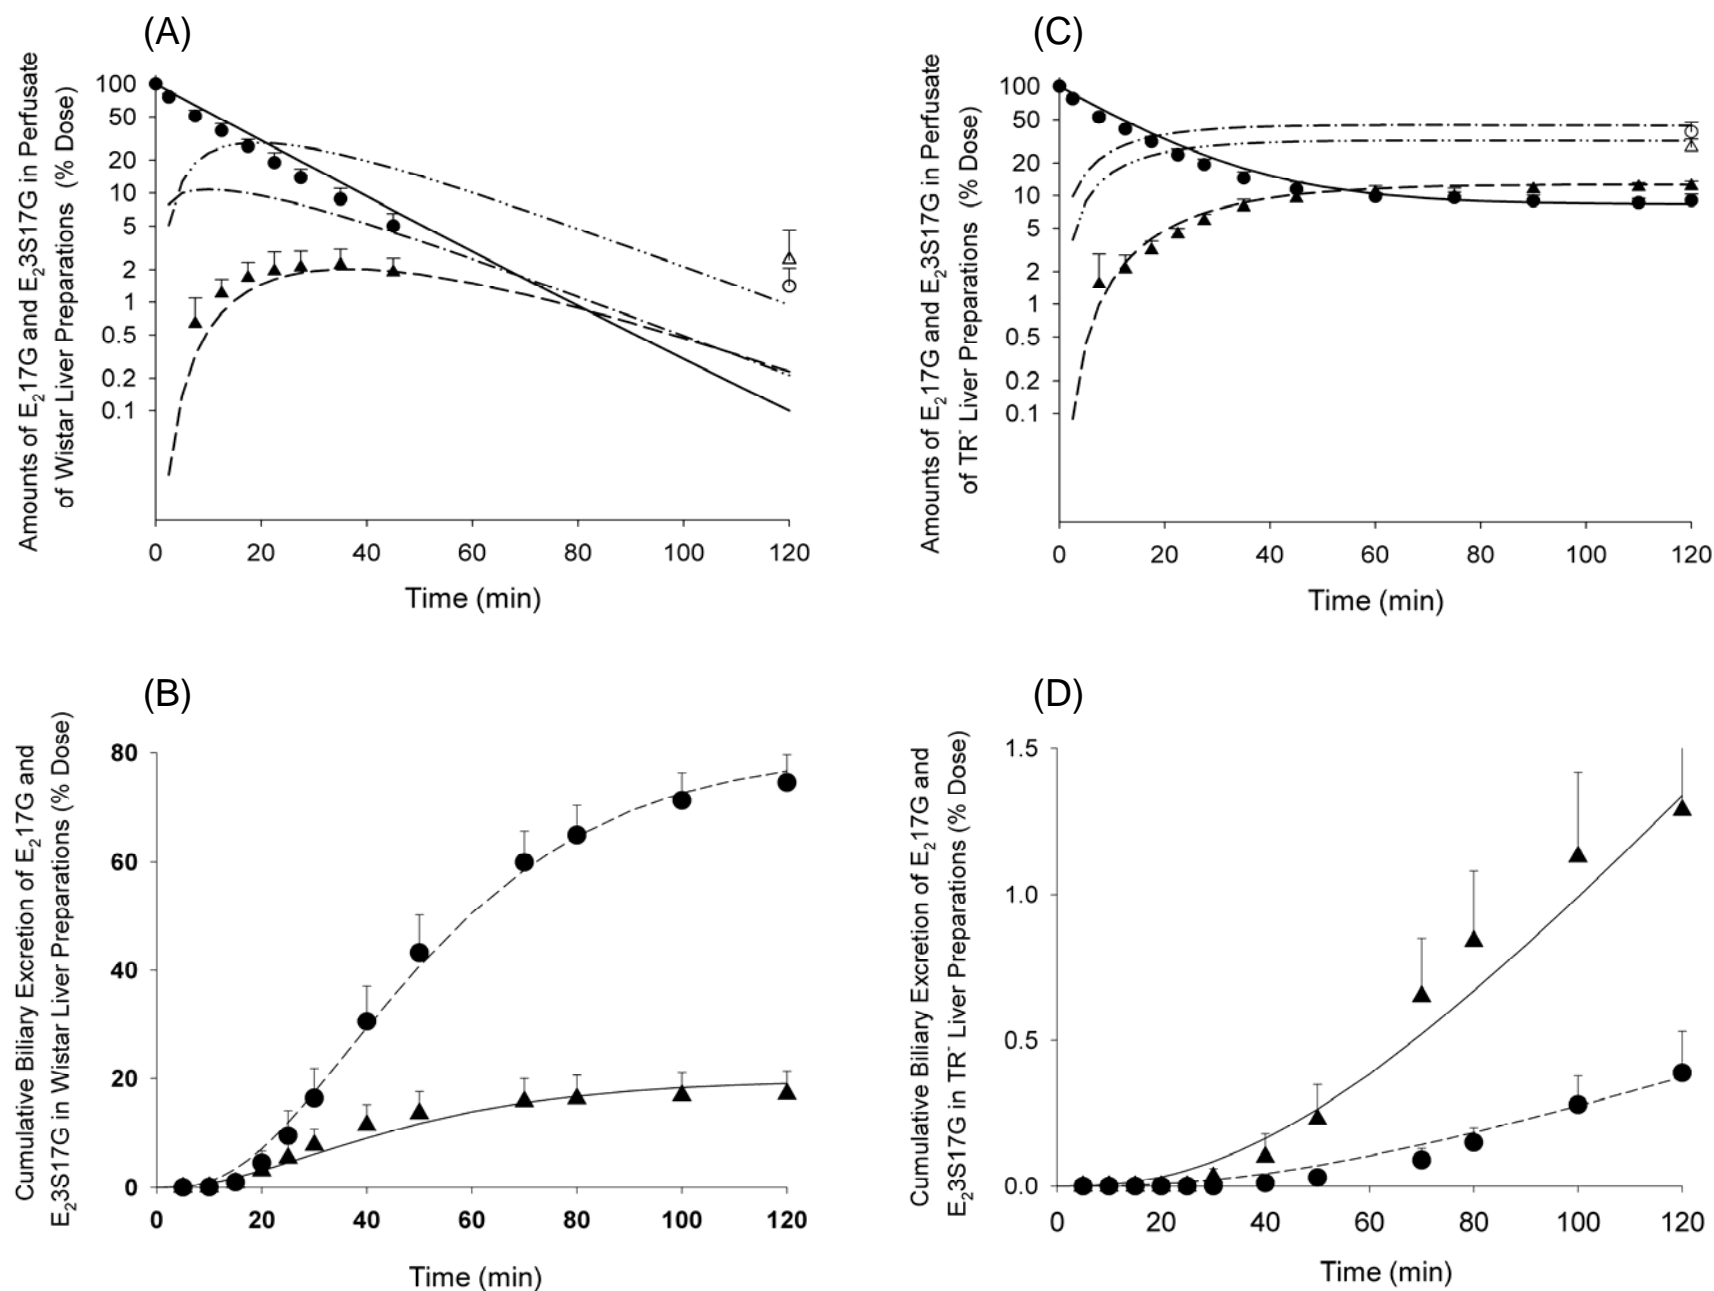 (A)
Amounts of E₂17G and E₂3S17G in Perfusate
of Wistar Liver Preparations (% Dose)
100
50
20
10
5
2
1
0.5
0.2
0.1
0 20 40 60 80 100 120
Time (min)
(C)
Amounts of E₂17G and E₂3S17G in Perfusate
of TR⁻ Liver Preparations (% Dose)
100
50
20
10
5
2
1
0.5
0.2
0.1
0 20 40 60 80 100 120
Time (min)
(B)
Cumulative Biliary Excretion of E₂17G and
E₂3S17G in Wistar Liver Preparations (% Dose)
80
60
40
20
0
0 20 40 60 80 100 120
Time (min)
(D)
Cumulative Biliary Excretion of E₂17G and
E₂3S17G in TR⁻ Liver Preparations (% Dose)
1.5
1.0
0.5
0.0
0 20 40 60 80 100 120
Time (min)